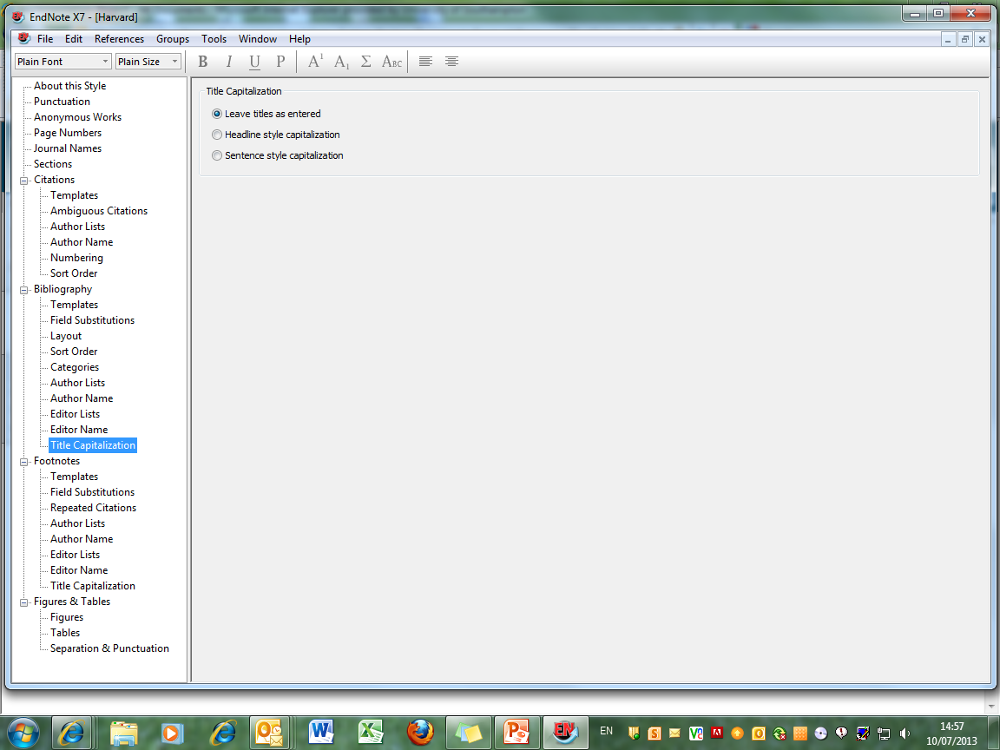 EndNote X7 - [Harvard]
File Edit References Groups Tools Window Help
Plain Font Plain Size B I U P A1 A1 Σ ABC
About this Style
Punctuation
Anonymous Works
Page Numbers
Journal Names
Sections
Citations
Templates
Ambiguous Citations
Author Lists
Author Name
Numbering
Sort Order
Bibliography
Templates
Field Substitutions
Layout
Sort Order
Categories
Author Lists
Author Name
Editor Lists
Editor Name
Title Capitalization
Footnotes
Templates
Field Substitutions
Repeated Citations
Author Lists
Author Name
Editor Lists
Editor Name
Title Capitalization
Figures & Tables
Figures
Tables
Separation & Punctuation
Title Capitalization
Leave titles as entered
Headline style capitalization
Sentence style capitalization
EN
14:57
10/07/2013